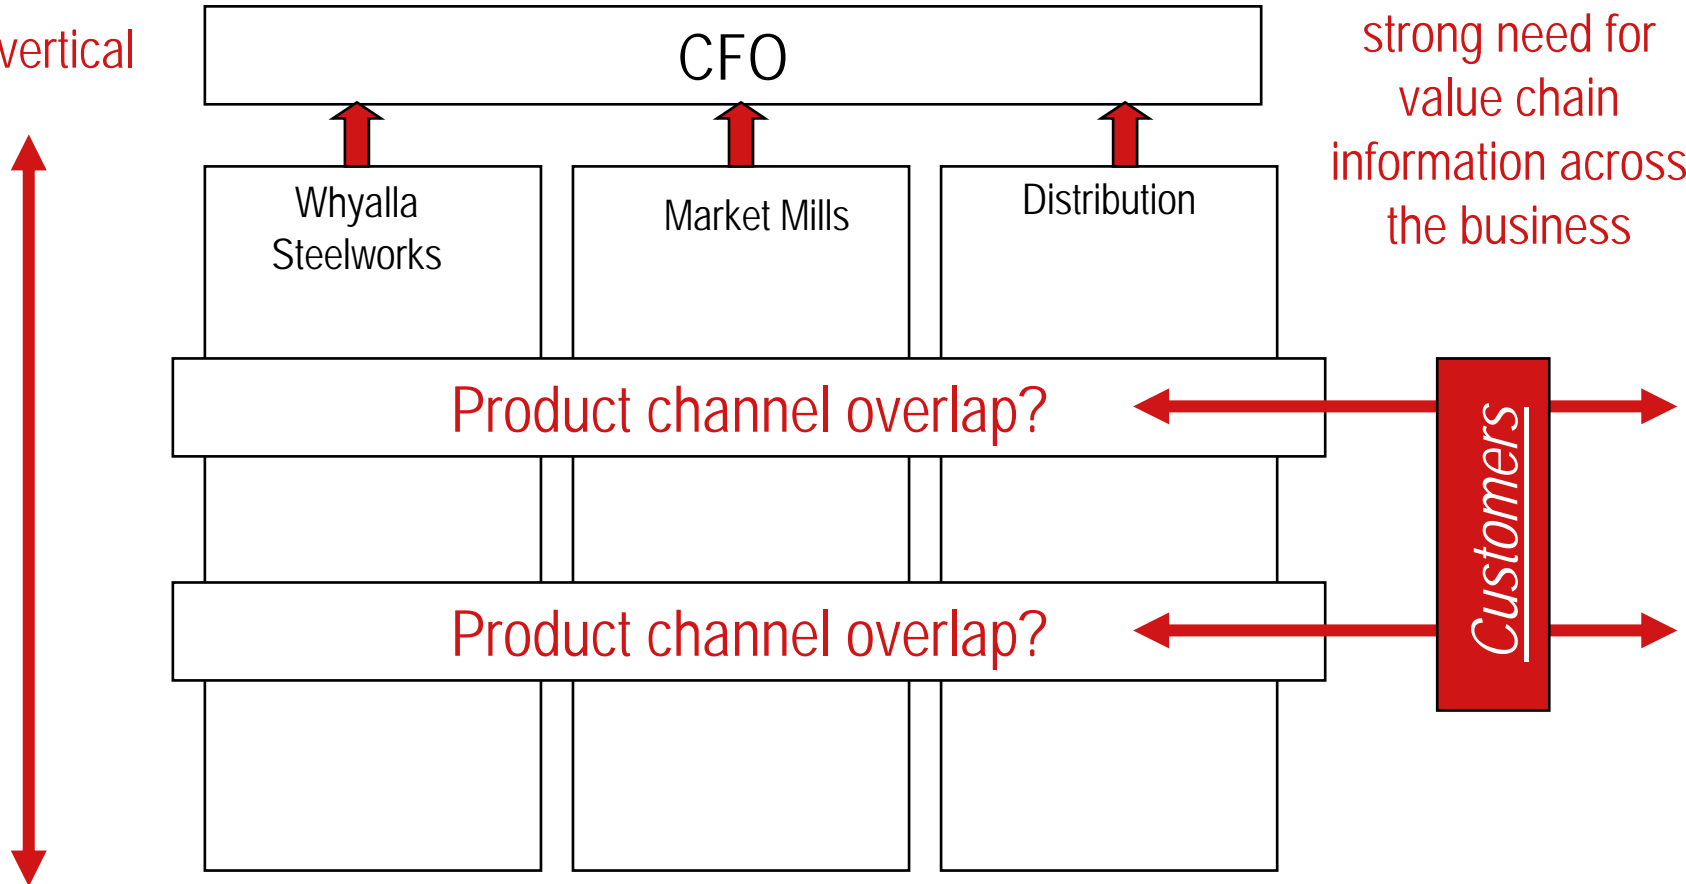 vertical
CFO
strong need for
value chain
information across
the business
Whyalla
Steelworks
Market Mills
Distribution
Product channel overlap?
Product channel overlap?
Customers